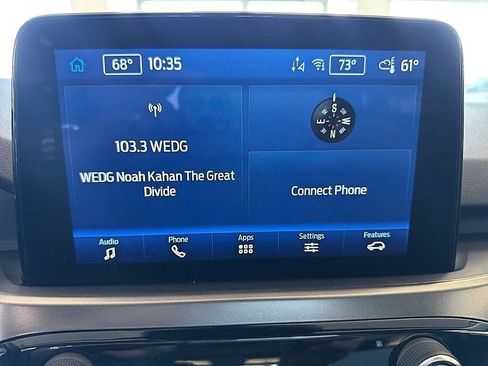 68° 10:35 73° 61°
103.3 WEDG
WEDG Noah Kahan The Great
Divide
S
E W
N
Connect Phone
Audio Phone Apps Settings Features